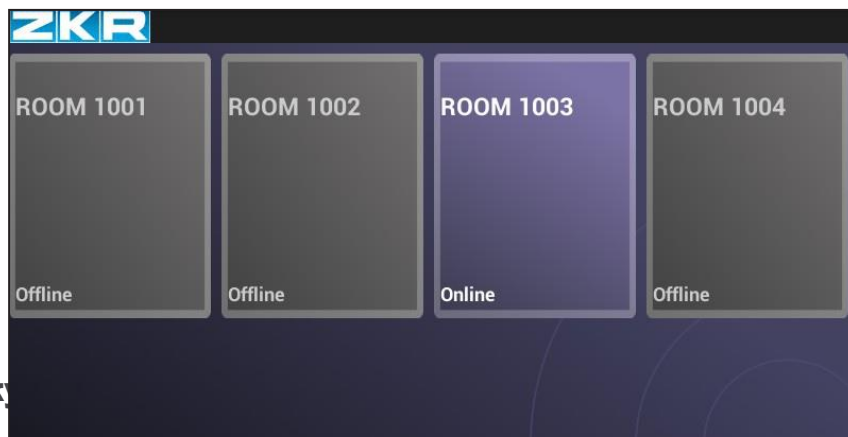 ZKR
ROOM 1001
ROOM 1002
ROOM 1003
ROOM 1004
Offline
Offline
Online
Offline